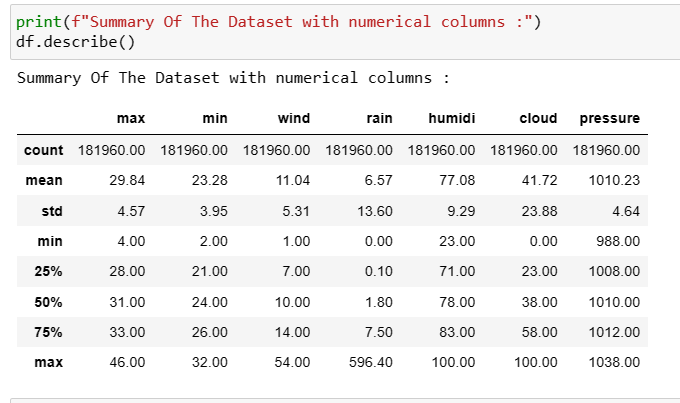 print(f"Summary Of The Dataset with numerical columns :")
df.describe()
Summary Of The Dataset with numerical columns :
max min wind rain humidi cloud pressure
count 181960.00 181960.00 181960.00 181960.00 181960.00 181960.00 181960.00
mean 29.84 23.28 11.04 6.57 77.08 41.72 1010.23
std 4.57 3.95 5.31 13.60 9.29 23.88 4.64
min 4.00 2.00 1.00 0.00 23.00 0.00 988.00
25% 28.00 21.00 7.00 0.10 71.00 23.00 1008.00
50% 31.00 24.00 10.00 1.80 78.00 38.00 1010.00
75% 33.00 26.00 14.00 7.50 83.00 58.00 1012.00
max 46.00 32.00 54.00 596.40 100.00 100.00 1038.00